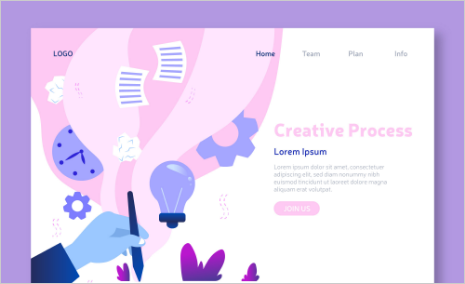 LOGO
Home Team Plan Info
Creative Process
Lorem Ipsum
Lorem ipsum dolor sit amet, consectetuer
adipiscing elit, sed diam nonummy nibh
euismod tincidunt ut laoreet dolore magna
aliquam erat volutpat.
JOIN US